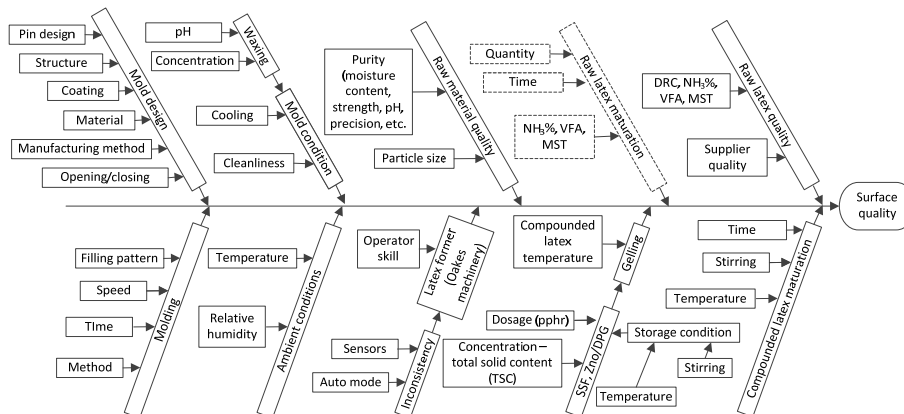 Pin design
Structure
Coating
Material
Manufacturing method
Opening/closing
Mold design
pH
Concentration
Waxing
Cooling
Cleanliness
Mold condition
Purity
(moisture
content,
strength, pH,
precision, etc.
Particle size
Raw material quality
Quantity
Time
NH₃%, VFA,
MST
Raw latex maturation
DRC, NH₃%,
VFA, MST
Supplier
quality
Raw latex quality
Surface
quality
Filling pattern
Speed
TIme
Method
Molding
Temperature
Relative
humidity
Ambient conditions
Operator
skill
Latex former
(Oakes
machinery)
Sensors
Auto mode
Inconsistency
Compounded
latex
temperature
Gelling
Dosage (pphr)
Concentration–
total solid content
(TSC)
SSF, Zno/DPG
Storage condition
Temperature
Stirring
Time
Stirring
Temperature
Compounded latex maturation